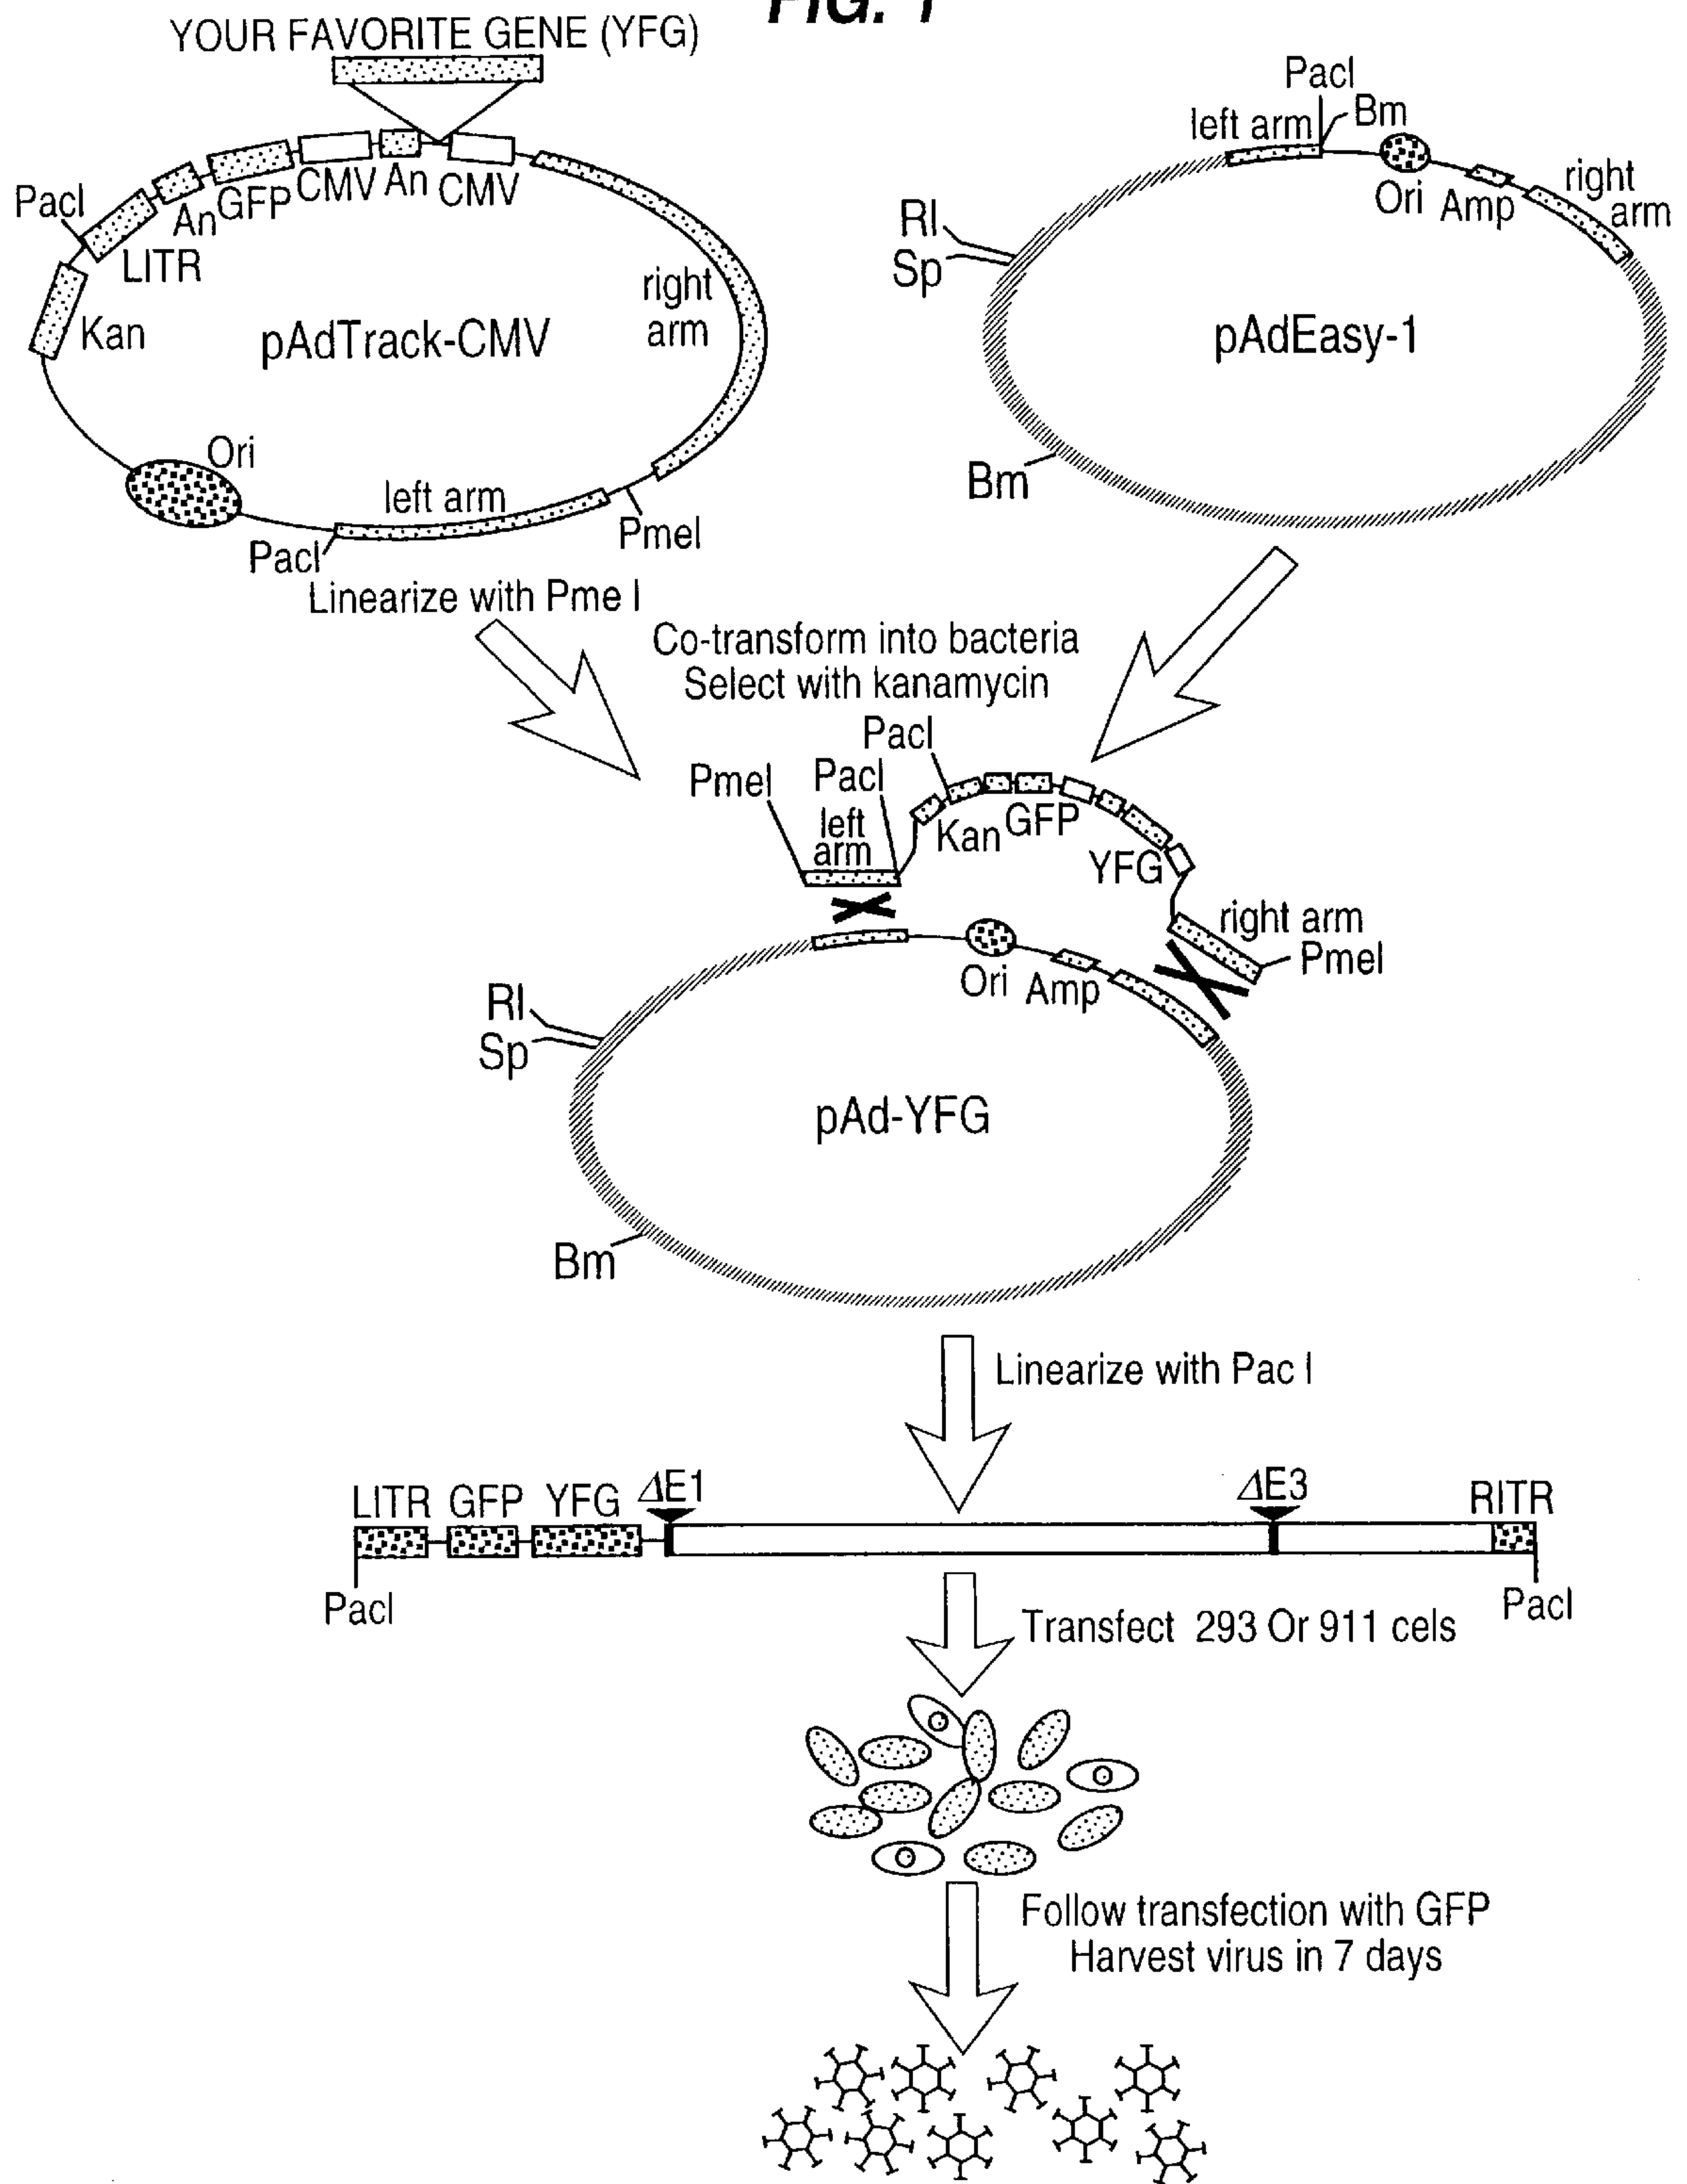 FIG. 1
YOUR FAVORITE GENE (YFG)
PacI
LITR
An
GFP
CMV
An
CMV
Kan
pAdTrack-CMV
right
arm
Ori
left arm
PacI
PmeI
Linearize with Pme I
PacI
left arm
Bm
Ori
Amp
right
arm
RI
Sp
pAdEasy-1
Bm
Co-transform into bacteria
Select with kanamycin
PacI
PmeI
PacI
left
arm
Kan
GFP
YFG
right arm
PmeI
Ori
Amp
RI
Sp
pAd-YFG
Bm
Linearize with Pac I
LITR
GFP
YFG
ΔE1
ΔE3
RITR
PacI
PacI
Transfect 293 Or 911 cels
Follow transfection with GFP
Harvest virus in 7 days